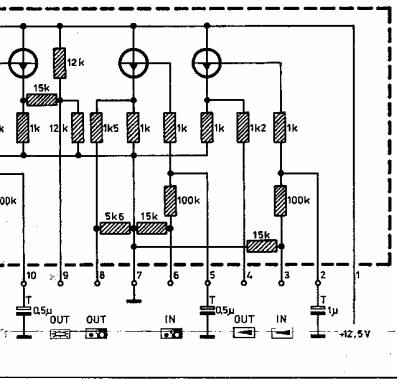 12k
15k
k 1k 12k 1k5 1k 1k 1k 1k2 1k
00k 100k 100k
5k6 15k
15k
10 9 8 7 6 5 4 3 2 1
T T T
0,5µ 0,5µ 1µ
OUT OUT IN OUT IN
-12,5V